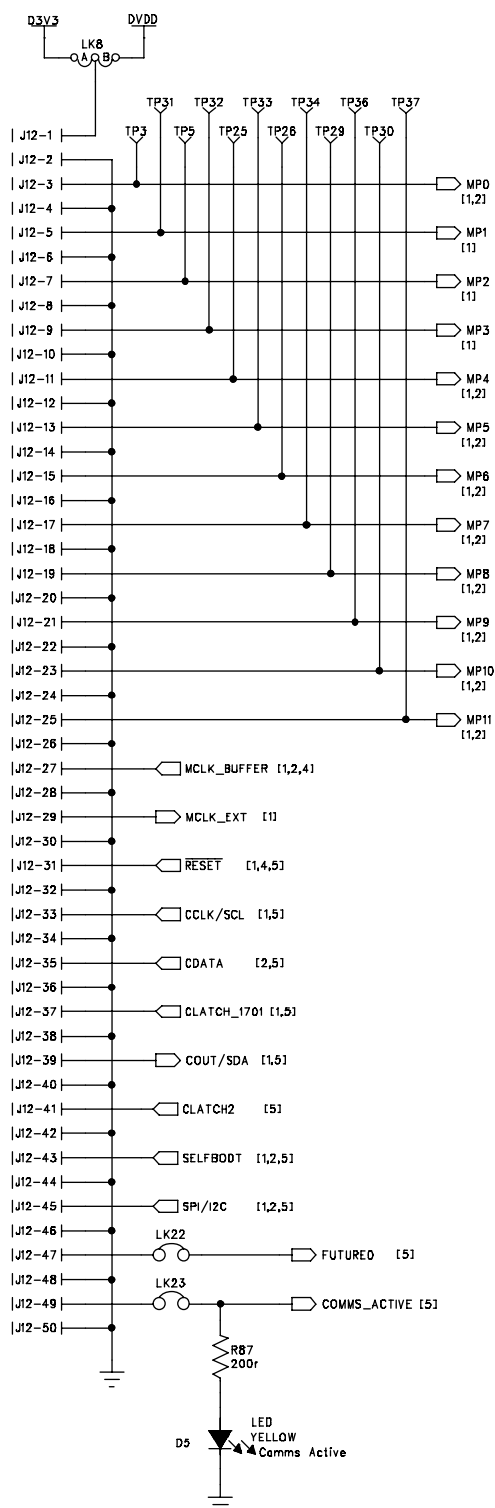 D3V3 DVDD
LK8
A B
TP31 TP32 TP33 TP34 TP36 TP37
J12-1 TP3 TP5 TP25 TP26 TP29 TP30
J12-2
J12-3 MP0
[1,2]
J12-4
J12-5 MP1
[1]
J12-6
J12-7 MP2
[1]
J12-8
J12-9 MP3
[1]
J12-10
J12-11 MP4
[1,2]
J12-12
J12-13 MP5
[1,2]
J12-14
J12-15 MP6
[1,2]
J12-16
J12-17 MP7
[1,2]
J12-18
J12-19 MP8
[1,2]
J12-20
J12-21 MP9
[1,2]
J12-22
J12-23 MP10
[1,2]
J12-24
J12-25 MP11
[1,2]
J12-26
J12-27 MCLK_BUFFER [1,2,4]
J12-28
J12-29 MCLK_EXT [1]
J12-30
J12-31 RESET [1,4,5]
J12-32
J12-33 CCLK/SCL [1,5]
J12-34
J12-35 CDATA [2,5]
J12-36
J12-37 CLATCH_1701 [1,5]
J12-38
J12-39 COUT/SDA [1,5]
J12-40
J12-41 CLATCH2 [5]
J12-42
J12-43 SELFBOOT [1,2,5]
J12-44
J12-45 SPI/I2C [1,2,5]
J12-46
LK22
J12-47 FUTURE0 [5]
J12-48
LK23
J12-49 COMMS_ACTIVE [5]
J12-50
R87
200r
LED
YELLOW
D5 Comms Active